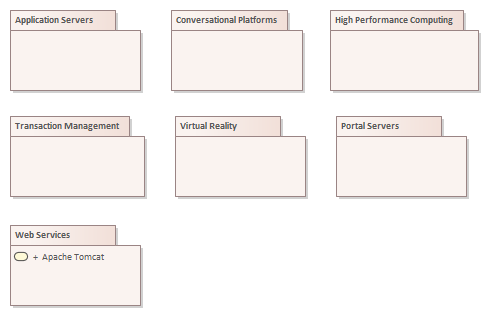 Application Servers
Conversational Platforms
High Performance Computing
Transaction Management
Virtual Reality
Portal Servers
Web Services
+ Apache Tomcat